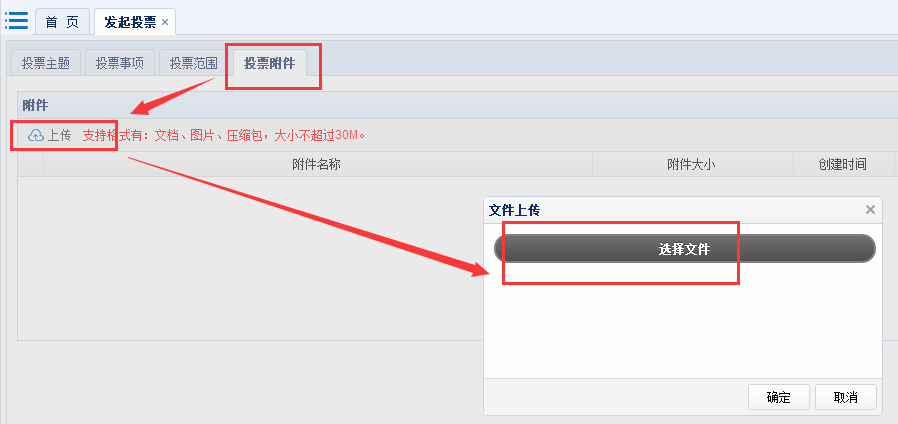 首 页 发起投票 ×
投票主题 投票事项 投票范围 投票附件
附件
上传 支持格式有：文档、图片、压缩包，大小不超过30M。
附件名称 附件大小 创建时间
文件上传 ×
选择文件
确定 取消